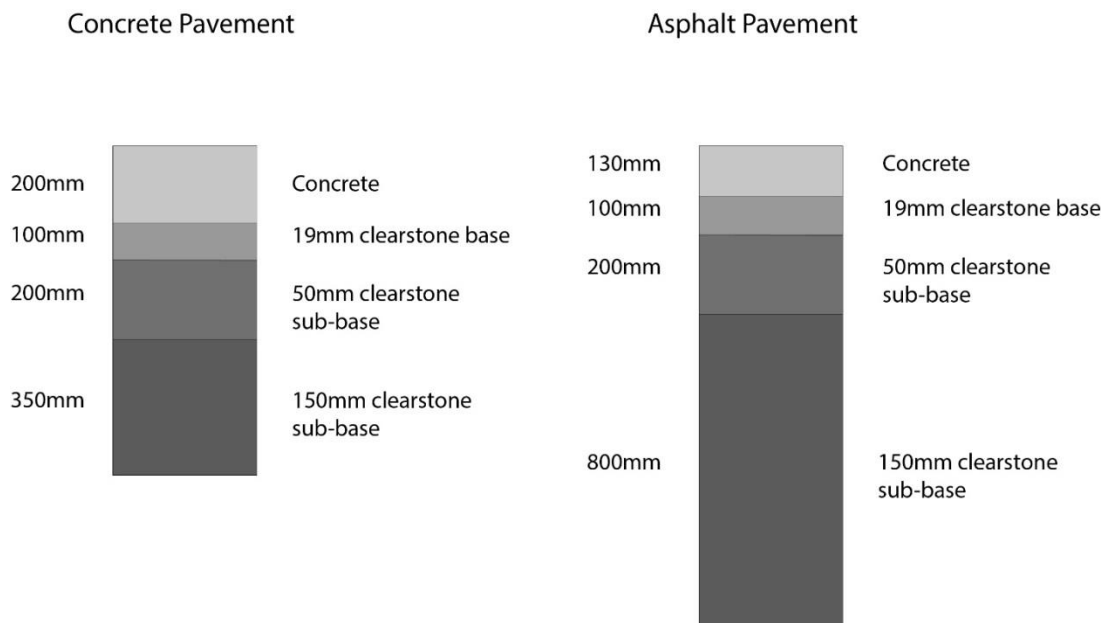 Concrete Pavement
200mm
Concrete
100mm
19mm clearstone base
200mm
50mm clearstone
sub-base
350mm
150mm clearstone
sub-base
Asphalt Pavement
130mm
Concrete
100mm
19mm clearstone base
200mm
50mm clearstone
sub-base
800mm
150mm clearstone
sub-base